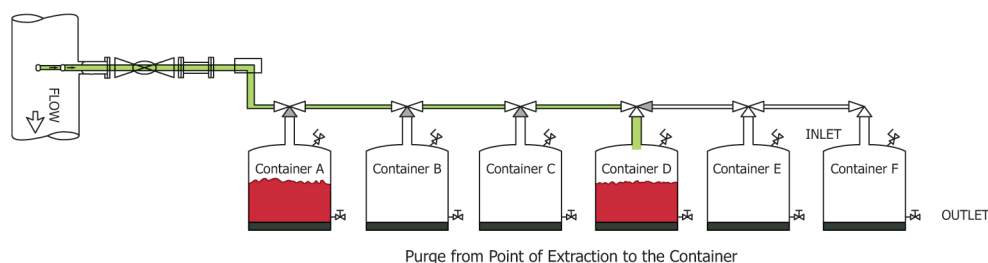 FLOW
INLET
Container A
Container B
Container C
Container D
Container E
Container F
OUTLET
Purge from Point of Extraction to the Container